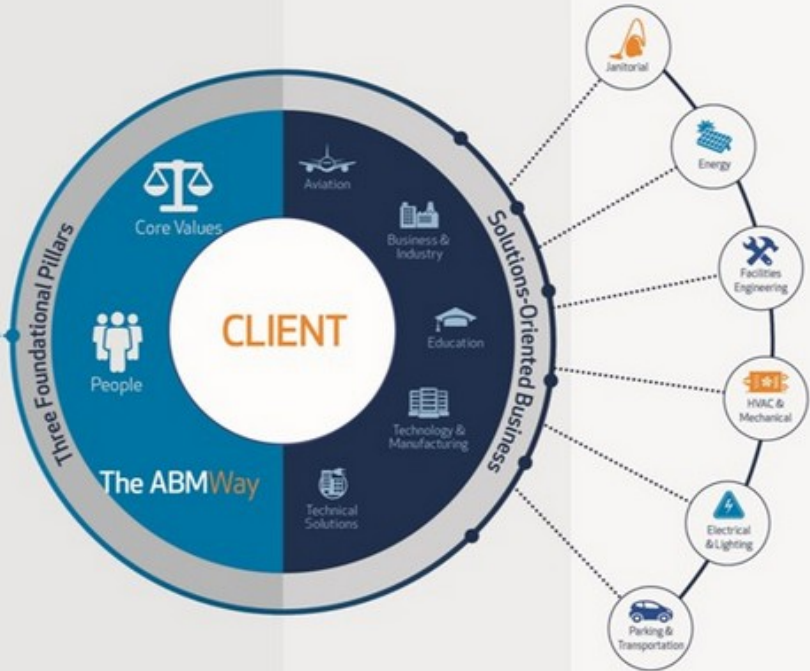 Three Foundational Pillars
Core Values
People
The ABMWay
CLIENT
Aviation
Business &
Industry
Education
Technology &
Manufacturing
Technical
Solutions
Solutions-Oriented Business
Janitorial
Energy
Facilities
Engineering
HVAC &
Mechanical
Electrical
& Lighting
Parking &
Transportation